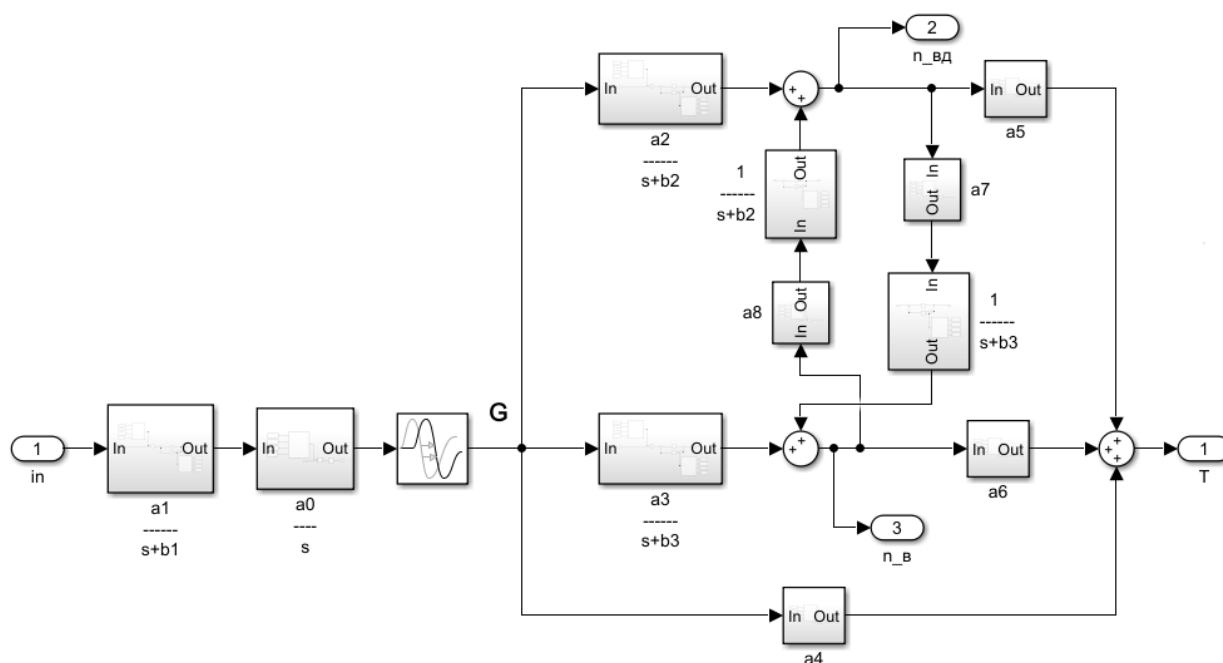 2
n_вд
In Out
a2
------
s+b2
+
+
In Out
a5
1
------
s+b2
Out
In
In
Out
a7
a8
Out
In
In
Out
1
------
s+b3
G
1
in
In Out
a1
------
s+b1
In Out
a0
----
s
In Out
a3
------
s+b3
+
+
In Out
a6
+
+
+
1
T
3
n_в
In Out
a4